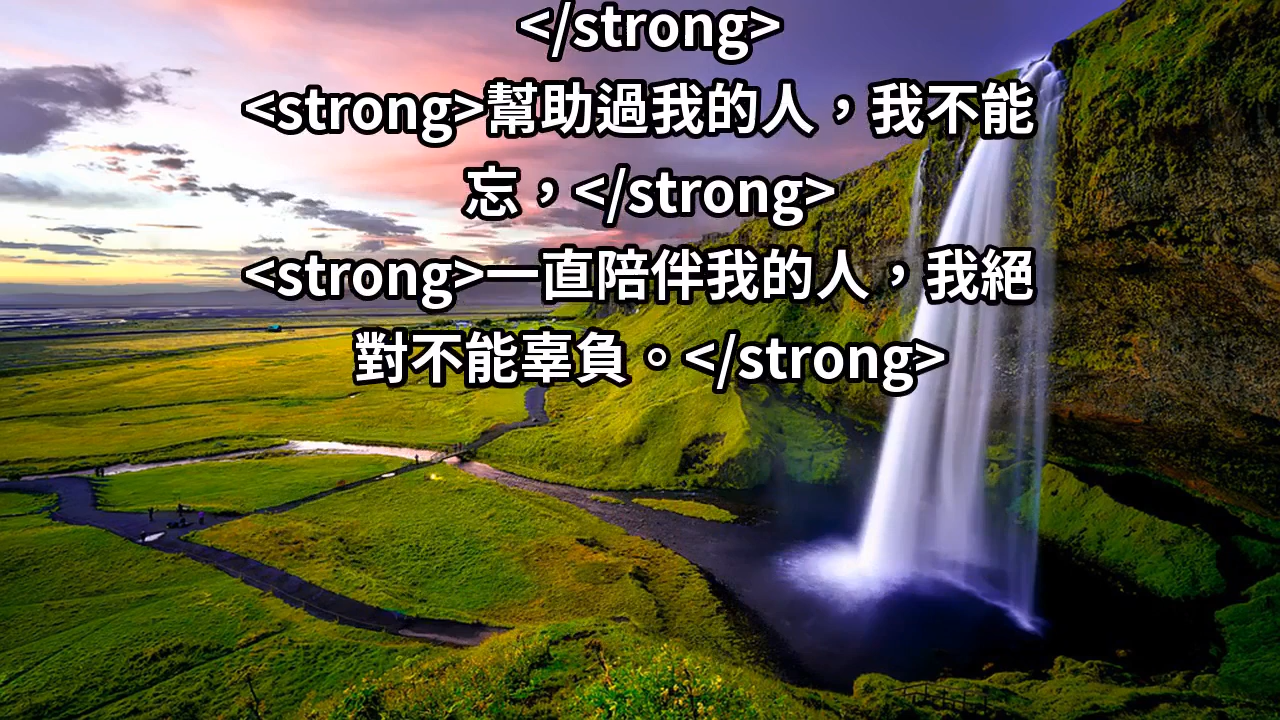 </strong>
<strong>幫助過我的人，我不能
忘，</strong>
<strong>一直陪伴我的人，我絕
對不能辜負。</strong>